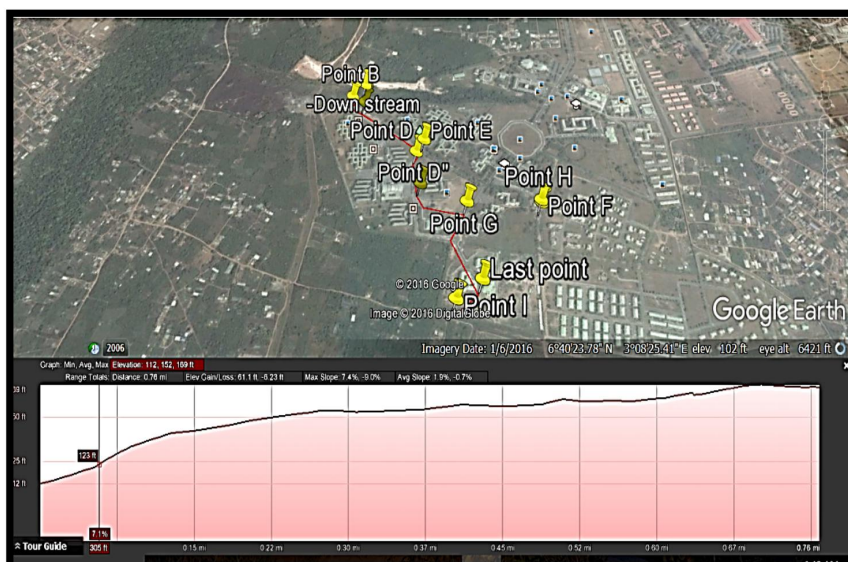 Point B
-Down stream
Point D
Point E
Point D"
Point H
Point F
Point G
Last point
© 2016 Google
Point I
Image © 2016 DigitalGlobe
Google Earth
2006
Imagery Date: 1/6/2016 6°40'23.78" N 3°08'25.41" E elev 102 ft eye alt 6421 ft
Graph: Min, Avg, Max Elevation: 112, 152, 169 ft
Range Totals: Distance: 0.76 mi Elev Gain/Loss: 61.1 ft, -6.23 ft Max Slope: 7.4%, -9.0% Avg Slope: 1.9%, -0.7%
123 ft
7.1%
Tour Guide
305 ft
0.15 mi
0.22 mi
0.30 mi
0.37 mi
0.45 mi
0.52 mi
0.60 mi
0.67 mi
0.76 mi